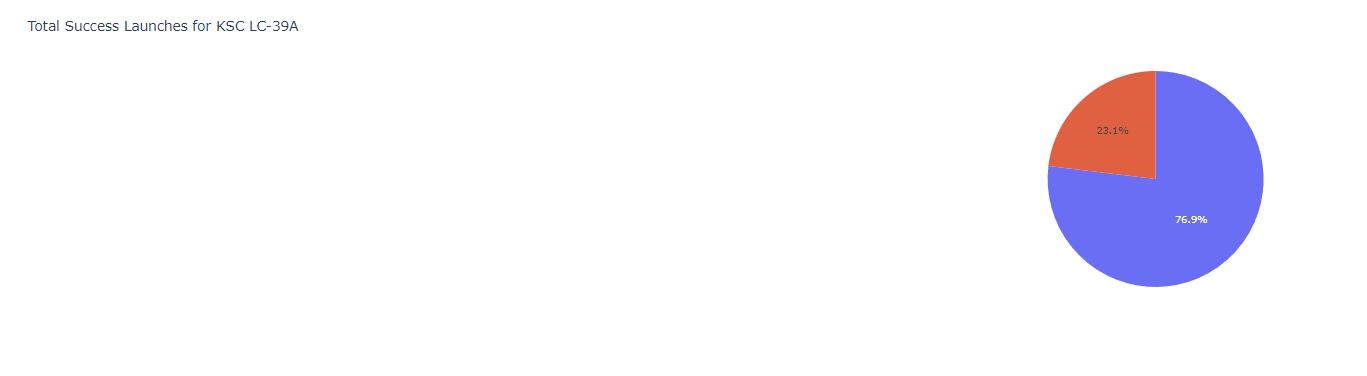 Total Success Launches for KSC LC-39A
23.1%
76.9%